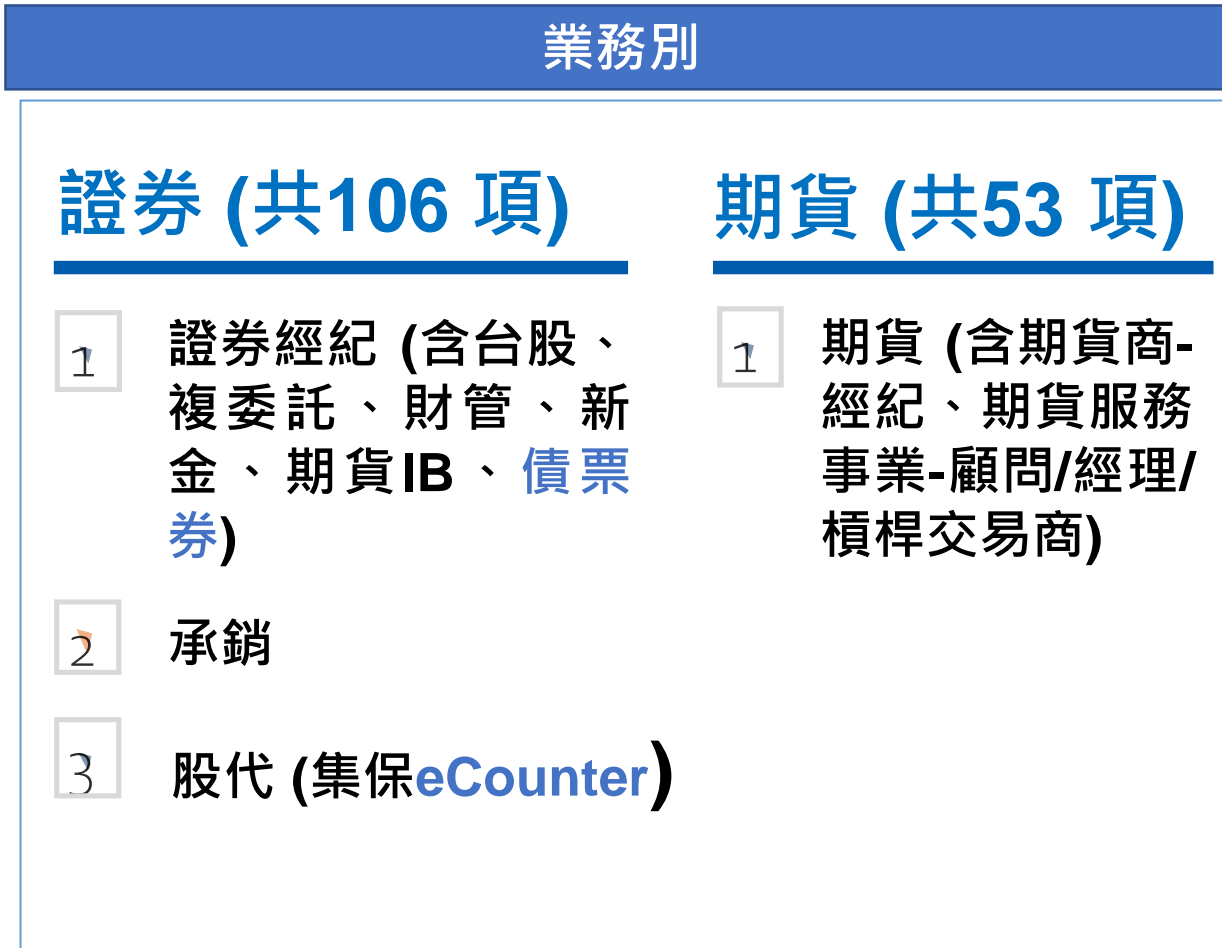 業務別
證券 (共106 項)
1
證券經紀 (含台股、
複委託、財管、新
金、期貨IB、債票
券)
2
承銷
3
股代 (集保eCounter)
期貨 (共53 項)
1
期貨 (含期貨商-
經紀、期貨服務
事業-顧問/經理/
槓桿交易商)